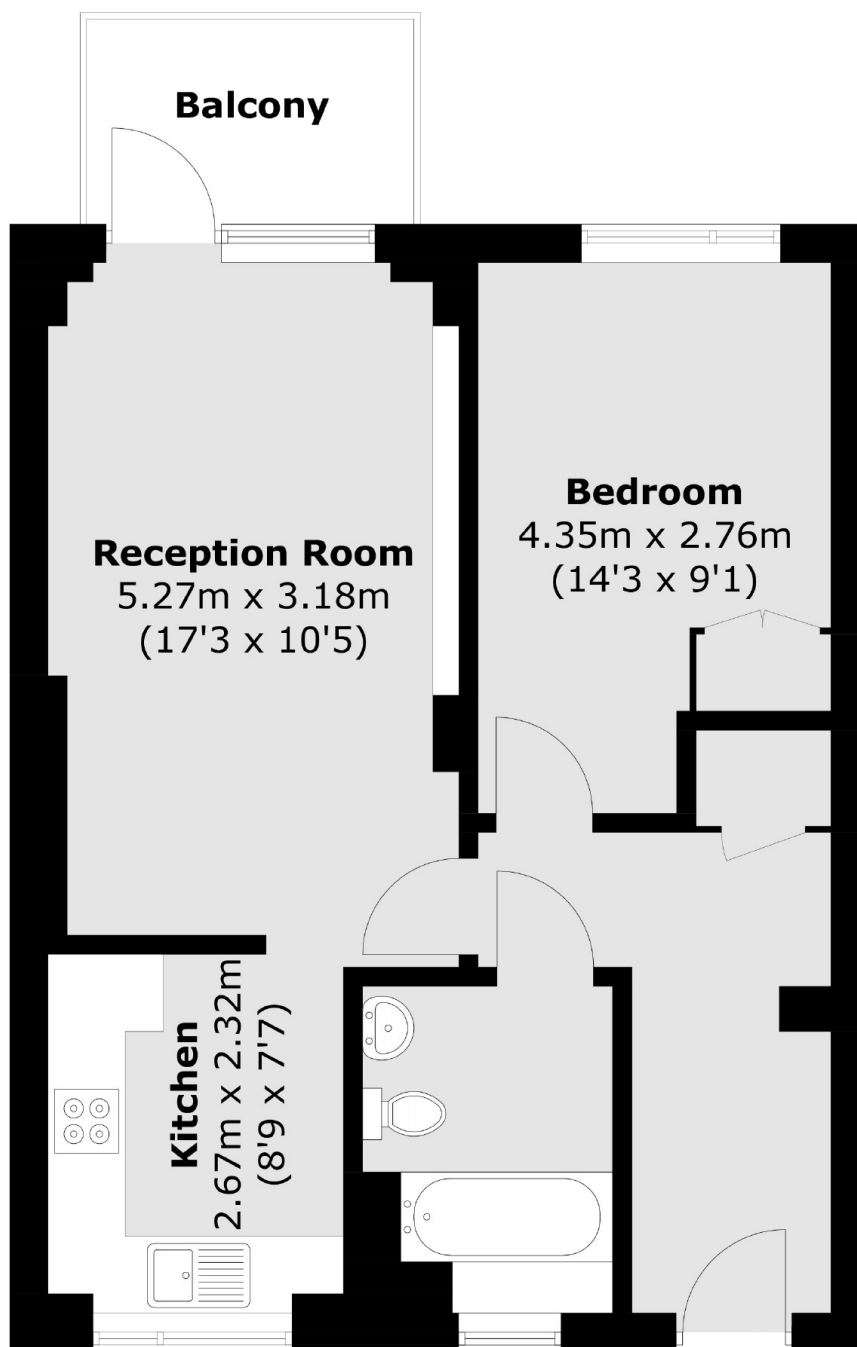 Balcony
Reception Room
5.27m x 3.18m
(17'3 x 10'5)
Bedroom
4.35m x 2.76m
(14'3 x 9'1)
Kitchen
2.67m x 2.32m
(8'9 x 7'7)